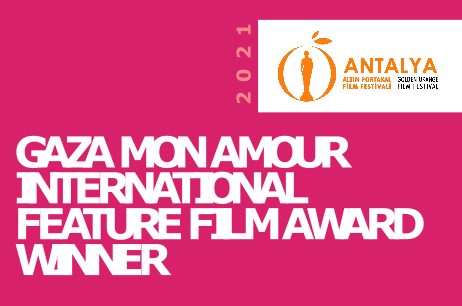 2021
ANTALYA
ALTIN PORTAKAL
FİLM FESTİVALİ
GOLDEN ORANGE
FILM FESTIVAL
GAZA MON AMOUR
INTERNATIONAL
FEATURE FILM AWARD
WINNER